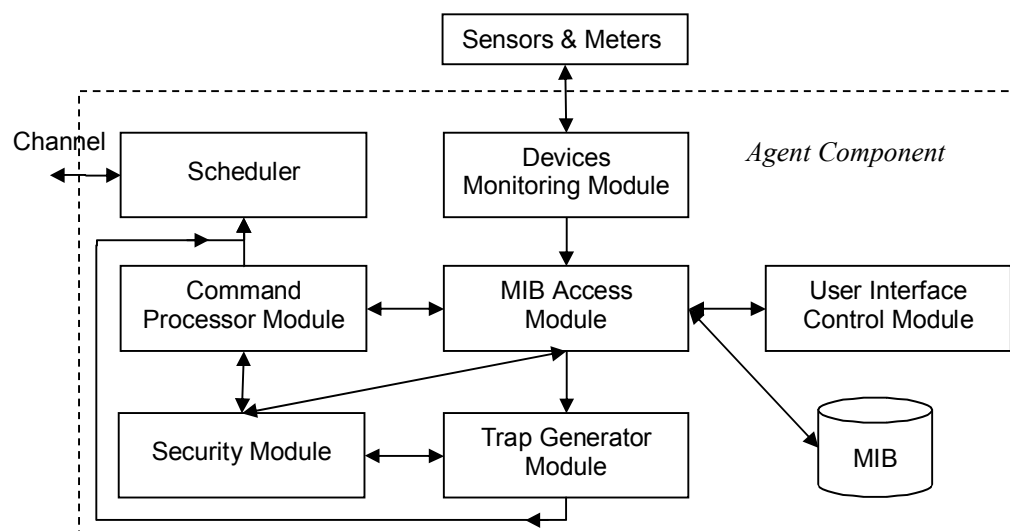 Sensors & Meters
Channel
Scheduler
Devices
Monitoring Module
Agent Component
Command
Processor Module
MIB Access
Module
User Interface
Control Module
Security Module
Trap Generator
Module
MIB